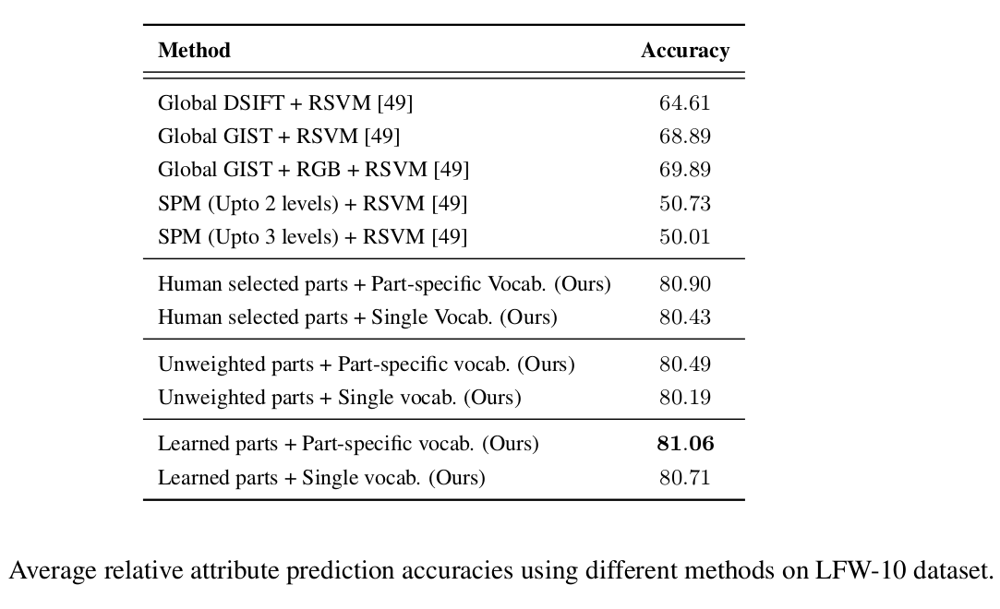 Method Accuracy
Global DSIFT + RSVM [49] 64.61
Global GIST + RSVM [49] 68.89
Global GIST + RGB + RSVM [49] 69.89
SPM (Upto 2 levels) + RSVM [49] 50.73
SPM (Upto 3 levels) + RSVM [49] 50.01
Human selected parts + Part-specific Vocab. (Ours) 80.90
Human selected parts + Single Vocab. (Ours) 80.43
Unweighted parts + Part-specific vocab. (Ours) 80.49
Unweighted parts + Single vocab. (Ours) 80.19
Learned parts + Part-specific vocab. (Ours) 81.06
Learned parts + Single vocab. (Ours) 80.71
Average relative attribute prediction accuracies using different methods on LFW-10 dataset.